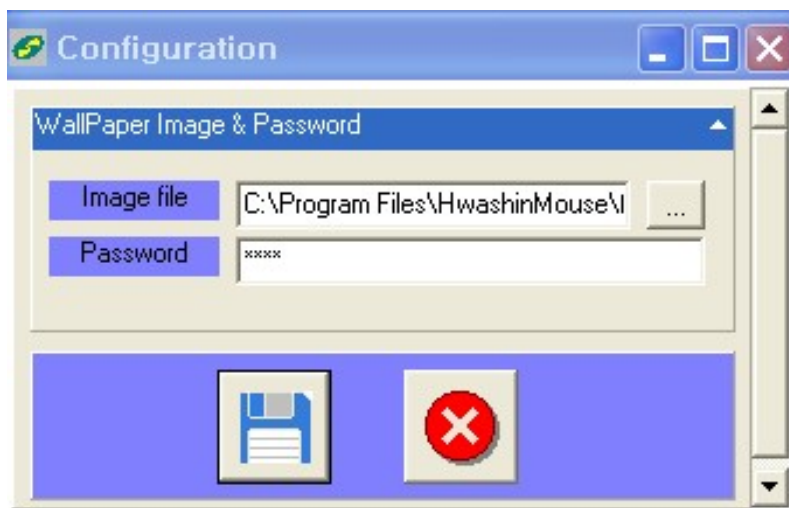 Configuration
WallPaper Image & Password
Image file
C:\Program Files\HwashinMouse\
...
Password
****